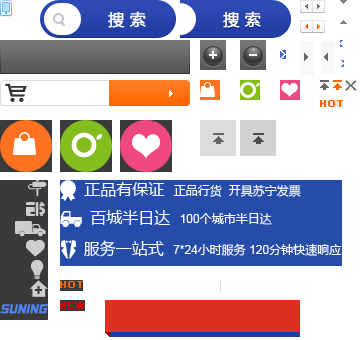 搜 索 搜 索
HOT
正品有保证 正品行货 开具苏宁发票
百城半日达 100个城市半日达
服务一站式 7*24小时服务 120分钟快速响应
HOT
SUNING
NEW